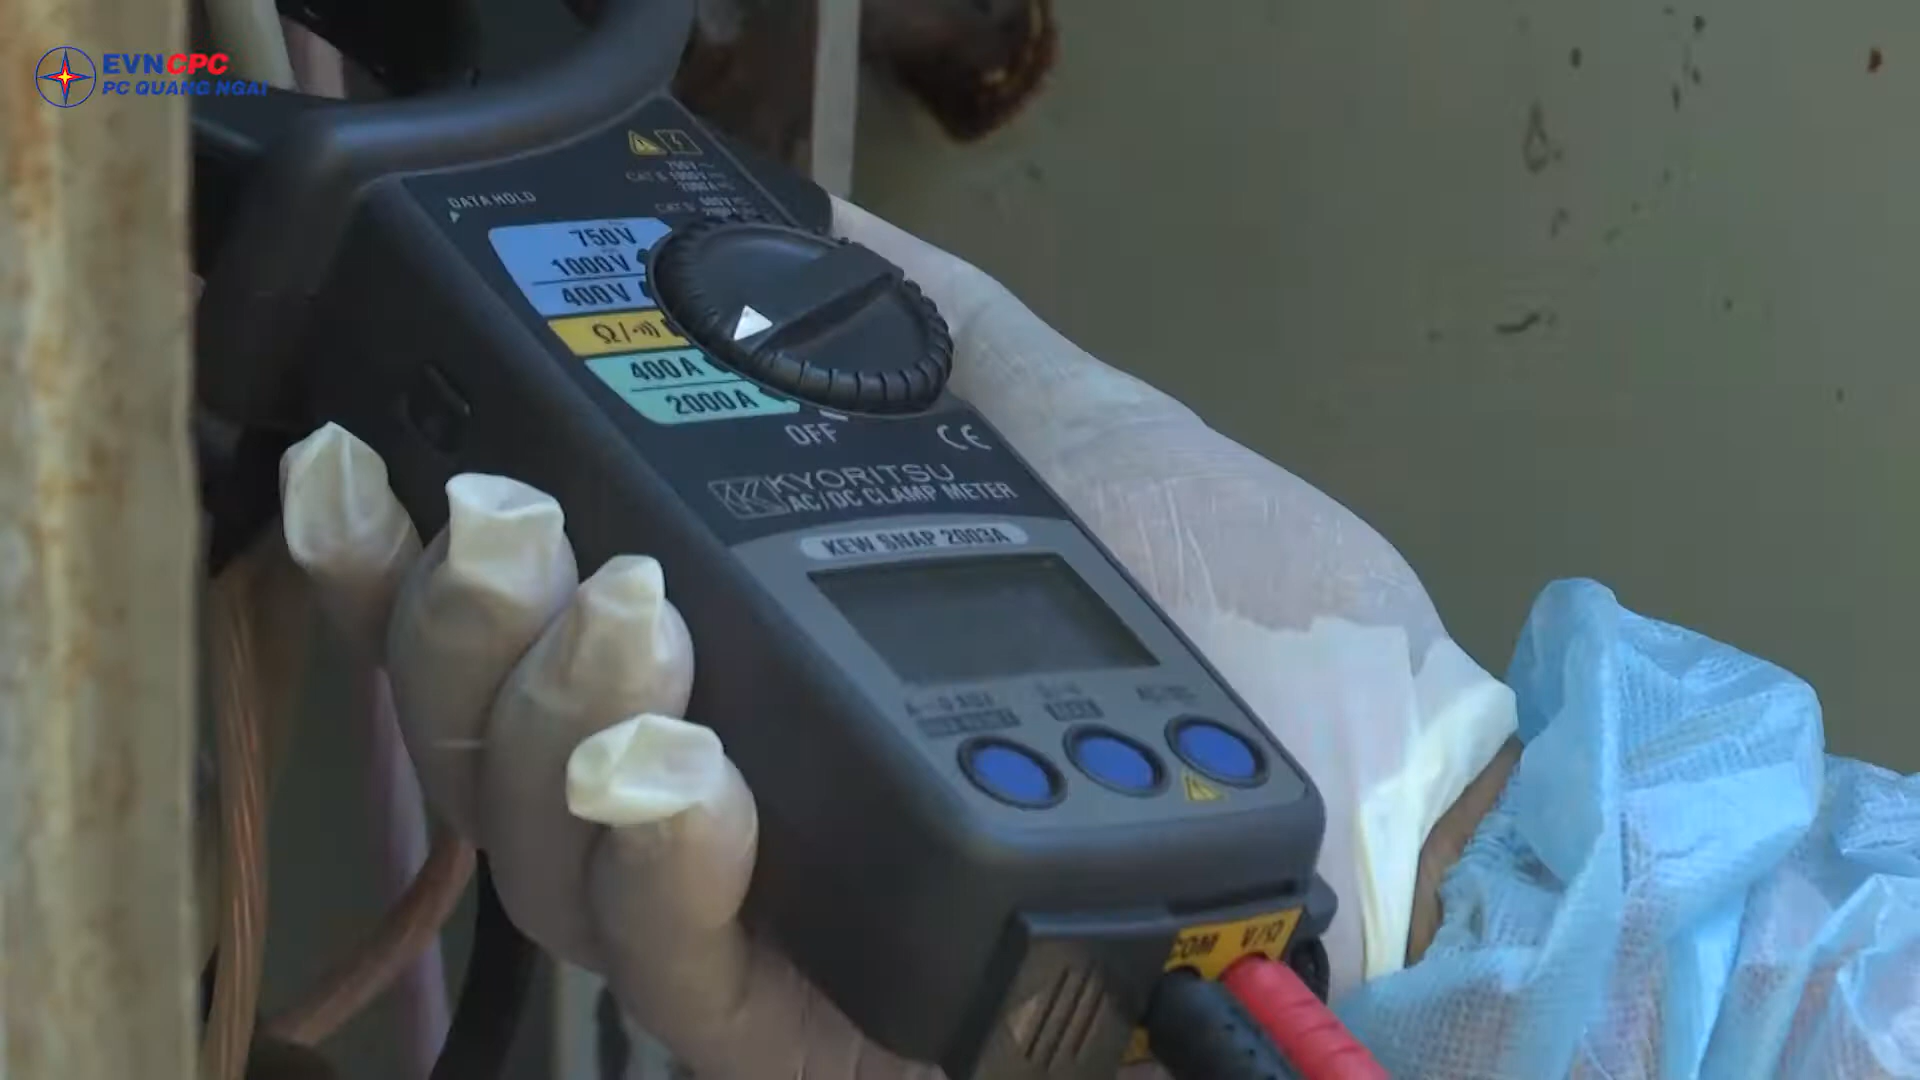 EVNCPC
PC QUANG NGAI
DATA HOLD
750V
1000V
400V
Ω/
400A
2000A
OFF
CE
KYORITSU
AC/DC CLAMP METER
KEW SNAP 2003A
COM V/Ω